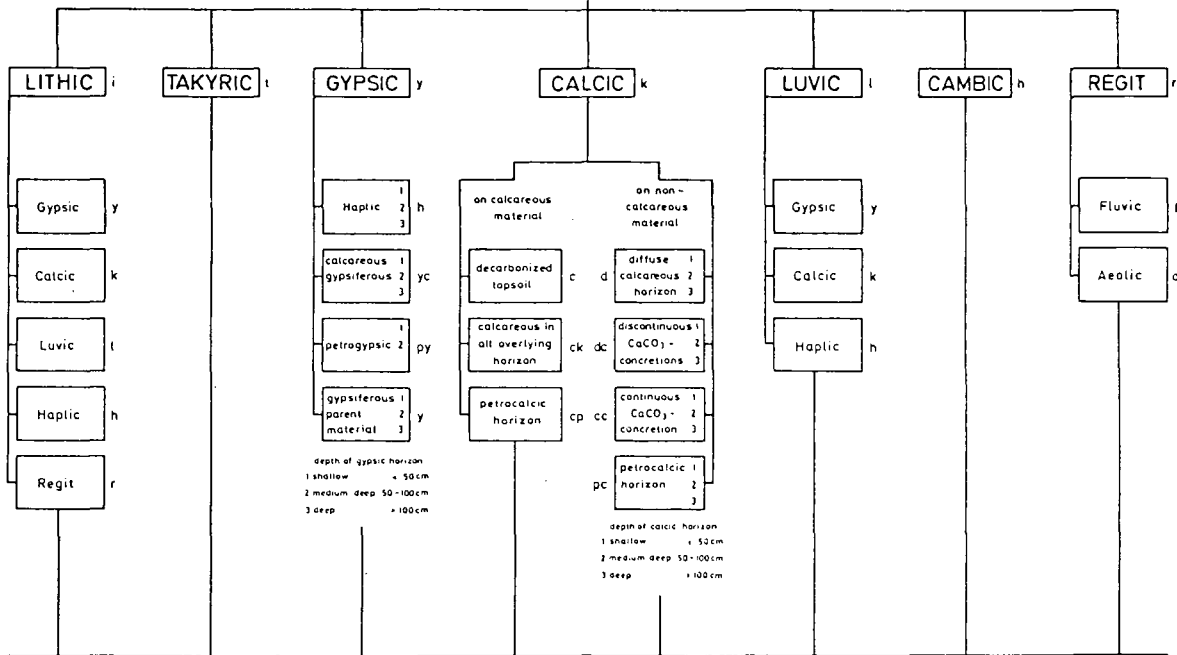 LITHIC i
TAKYRIC t
GYPSIC y
CALCIC k
LUVIC l
CAMBIC h
REGIT r
Gypsic y
Calcic k
Luvic l
Haplic h
Regit r
1
Haplic 2 h
3
calcareous 1
gypsiferous 2 yc
3
1
petrogypsic 2 py
gypsiferous 1
parent 2 y
material 3
depth of gypsic horizon
1 shallow < 50 cm
2 medium deep 50-100 cm
3 deep > 100 cm
on calcareous
material
decarbonized
topsoil c
calcareous in
all overlying ck
horizon
petrocalcic
horizon cp
on non-
calcareous
material
diffuse 1
d calcareous 2
horizon 3
discontinuous 1
dc CaCO₃- 2
concretions 3
continuous 1
cc CaCO₃- 2
concretion 3
petrocalcic 1
pc horizon 2
3
depth of calcic horizon
1 shallow < 50 cm
2 medium deep 50-100 cm
3 deep > 100 cm
Gypsic y
Calcic k
Haplic h
Fluvic
Aeolic